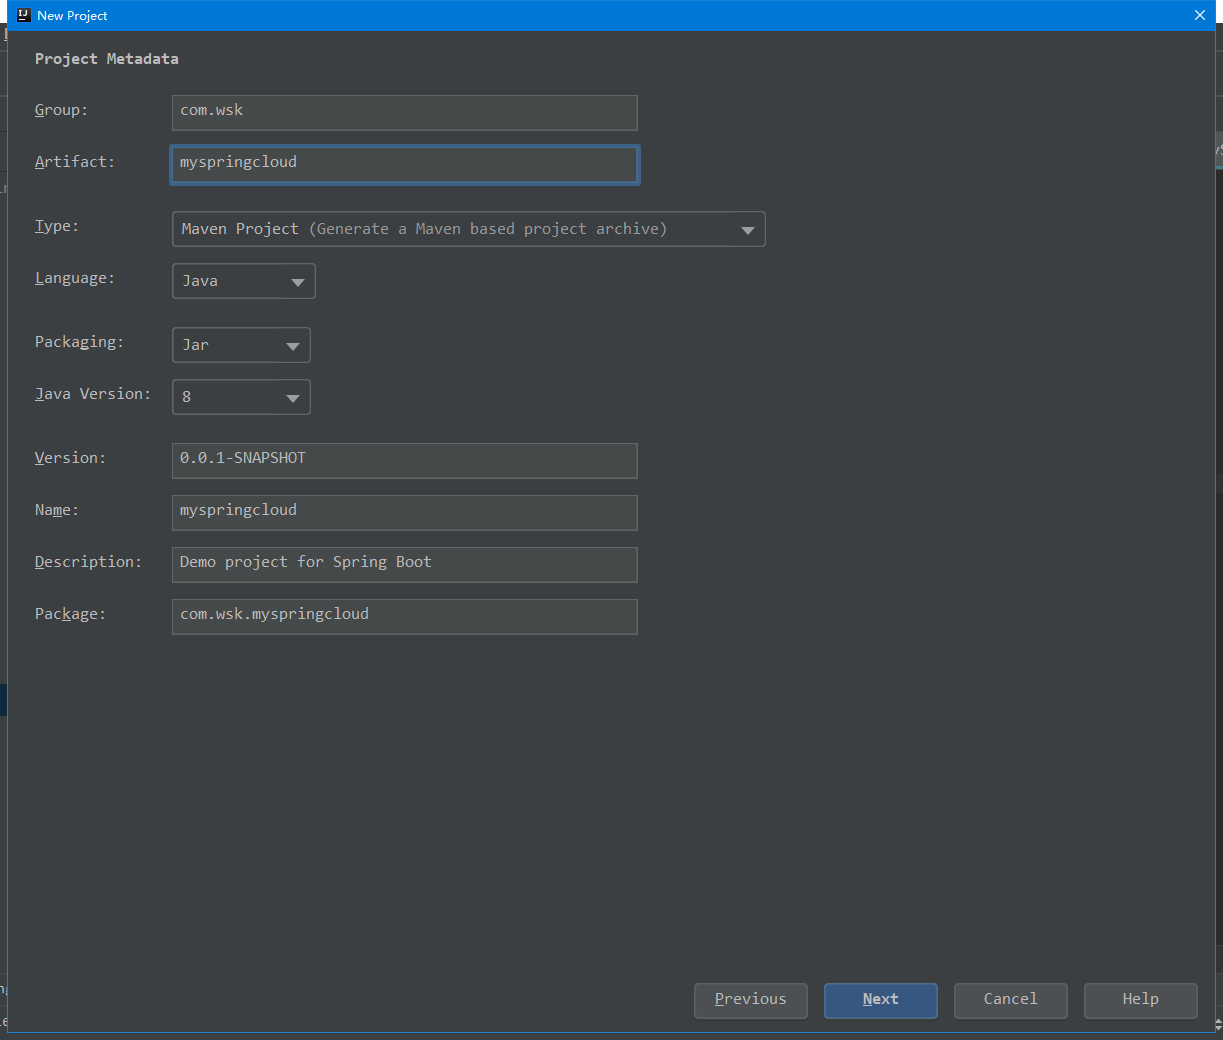 New Project
Project Metadata
Group: com.wsk
Artifact: myspringcloud
Type: Maven Project (Generate a Maven based project archive)
Language: Java
Packaging: Jar
Java Version: 8
Version: 0.0.1-SNAPSHOT
Name: myspringcloud
Description: Demo project for Spring Boot
Package: com.wsk.myspringcloud
Previous Next Cancel Help